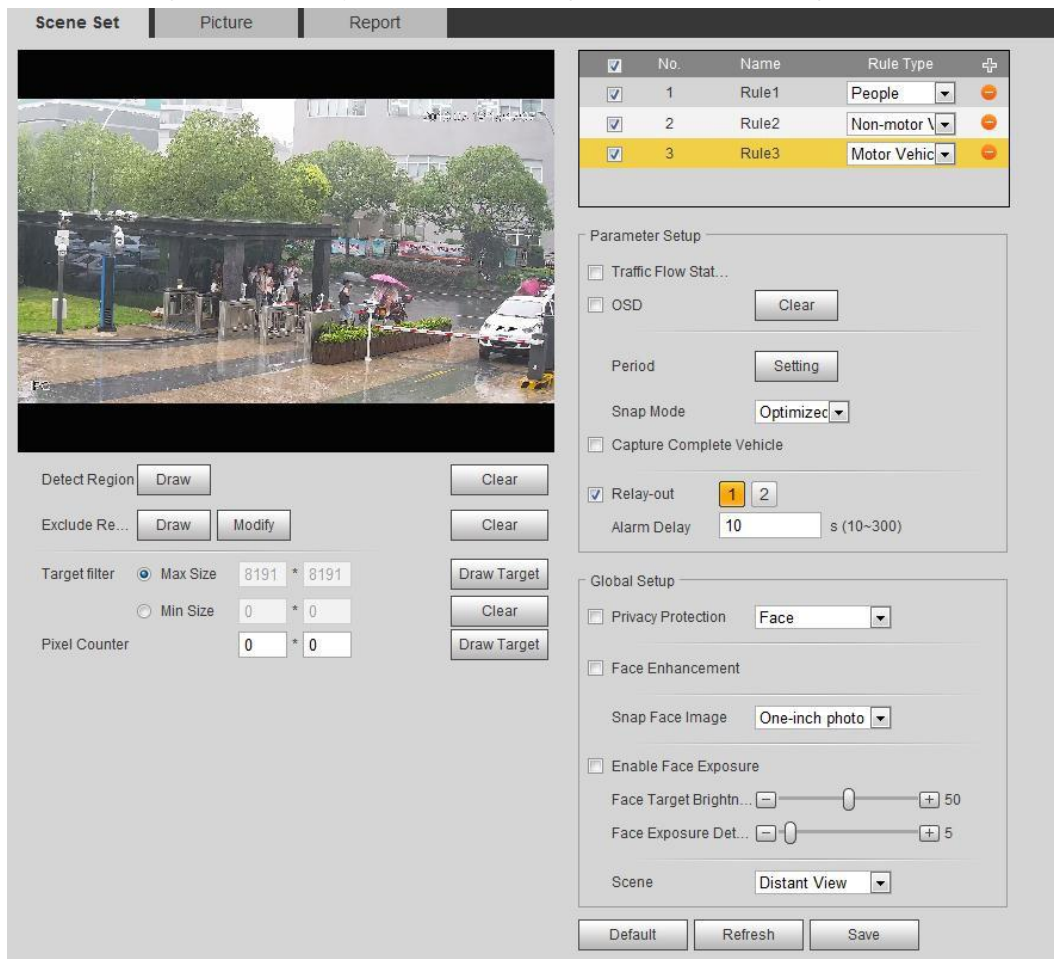 Scene Set Picture Report
No. Name Rule Type
1 Rule1 People
2 Rule2 Non-motor V
3 Rule3 Motor Vehic
Parameter Setup
Traffic Flow Stat...
OSD Clear
Period Setting
Snap Mode Optimized
Capture Complete Vehicle
Relay-out 1 2
Alarm Delay 10 s (10~300)
Detect Region Draw Clear
Exclude Re... Draw Modify Clear
Target filter Max Size 8191 * 8191 Draw Target
Min Size 0 * 0 Clear
Pixel Counter 0 * 0 Draw Target
Global Setup
Privacy Protection Face
Face Enhancement
Snap Face Image One-inch photo
Enable Face Exposure
Face Target Brightn... 50
Face Exposure Det... 5
Scene Distant View
Default Refresh Save